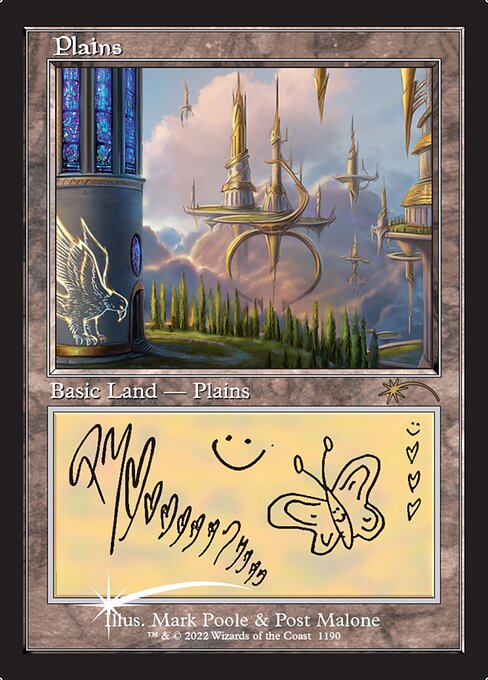 Plains
Basic Land — Plains
Illus. Mark Poole & Post Malone
™ & © 2022 Wizards of the Coast 1190